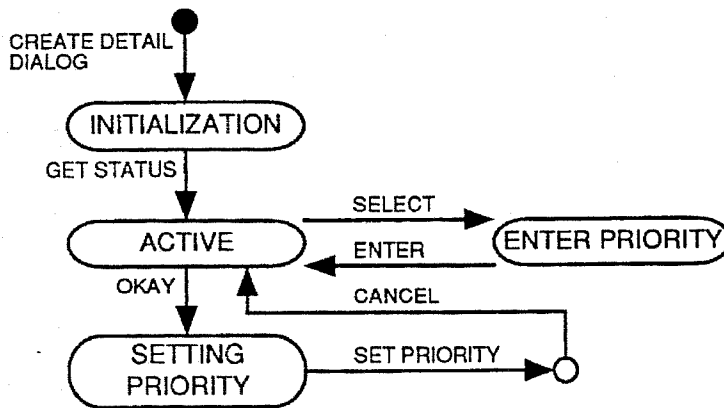 CREATE DETAIL
DIALOG
INITIALIZATION
GET STATUS
SELECT
ACTIVE
ENTER PRIORITY
ENTER
OKAY
CANCEL
SETTING
PRIORITY
SET PRIORITY